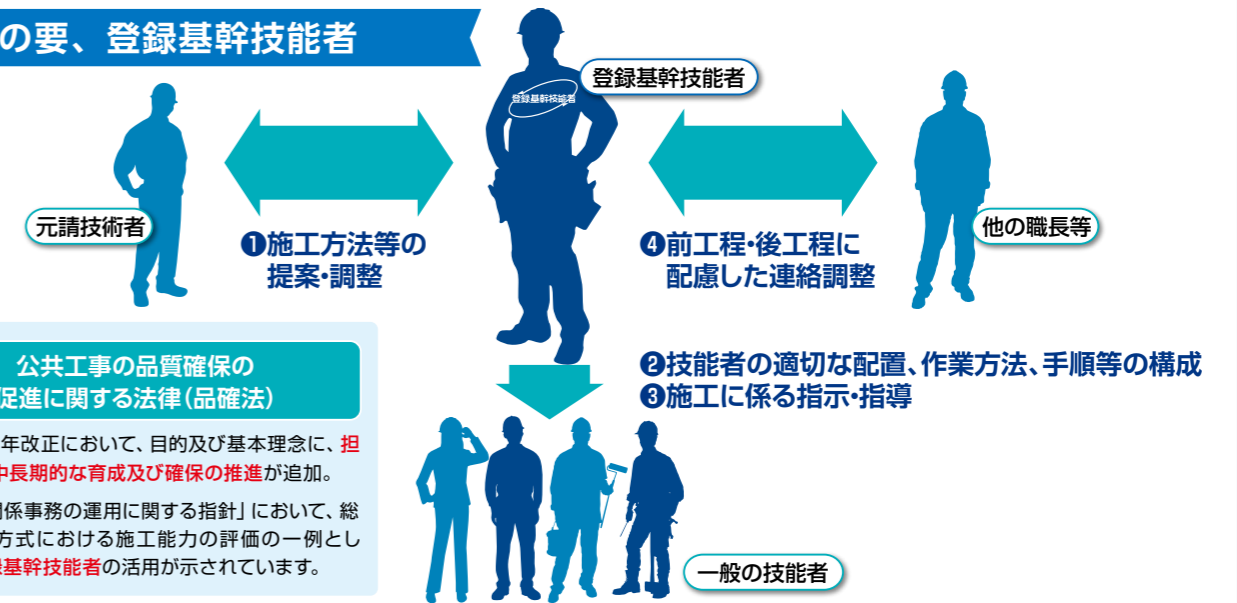 の要、登録基幹技能者
登録基幹技能者
登録基幹技能者
元請技術者
他の職長等
❶施工方法等の
提案・調整
❹前工程・後工程に
配慮した連絡調整
❷技能者の適切な配置、作業方法、手順等の構成
❸施工に係る指示・指導
一般の技能者
公共工事の品質確保の
促進に関する法律(品確法)
年改正において、目的及び基本理念に、担
中長期的な育成及び確保の推進が追加。
関係事務の運用に関する指針」において、総
方式における施工能力の評価の一例とし
録基幹技能者の活用が示されています。